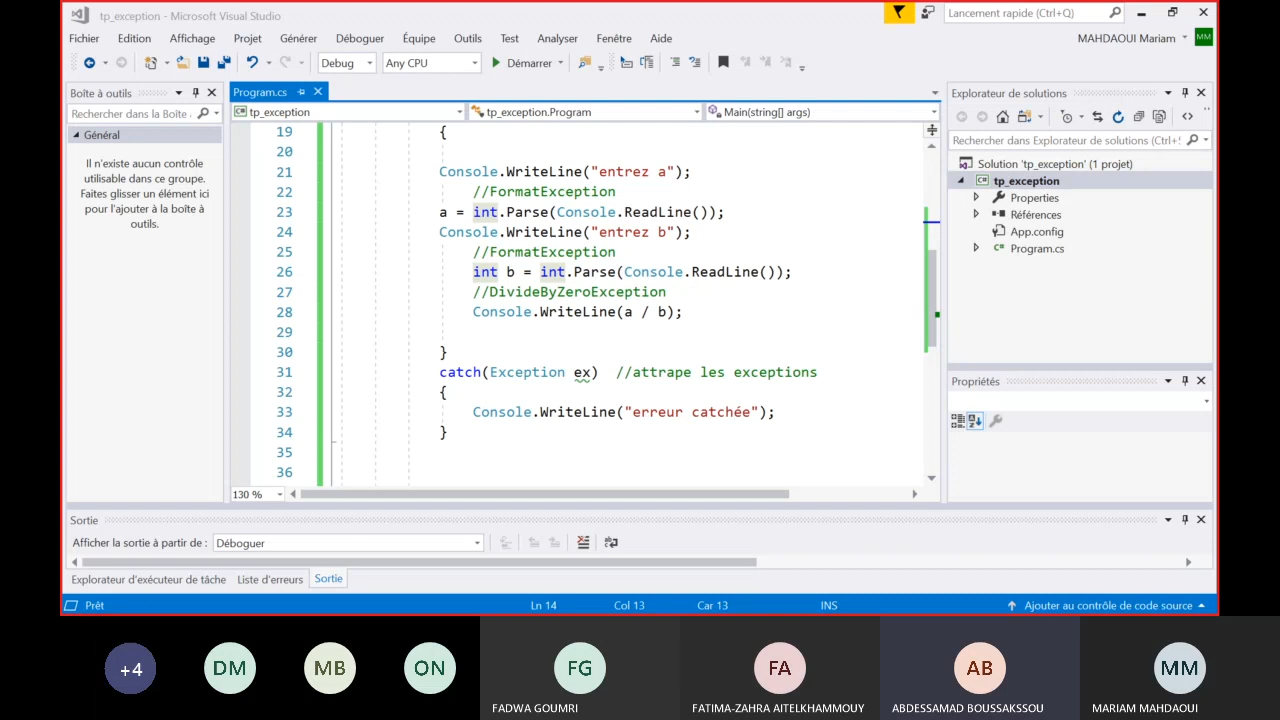 tp_exception - Microsoft Visual Studio
Lancement rapide (Ctrl+Q)
Fichier Edition Affichage Projet Générer Déboguer Équipe Outils Test Analyser Fenêtre Aide
MAHDAOUI Mariam MM
Debug Any CPU Démarrer
Boîte à outils
Rechercher dans la Boîte
Général
Il n'existe aucun contrôle
utilisable dans ce groupe.
Faites glisser un élément ici
pour l'ajouter à la boîte à
outils.
Program.cs
tp_exception tp_exception.Program Main(string[] args)
19 {
20
21 Console.WriteLine("entrez a");
22 //FormatException
23 a = int.Parse(Console.ReadLine());
24 Console.WriteLine("entrez b");
25 //FormatException
26 int b = int.Parse(Console.ReadLine());
27 //DivideByZeroException
28 Console.WriteLine(a / b);
29
30 }
31 catch(Exception ex) //attrape les exceptions
32 {
33 Console.WriteLine("erreur catchée");
34 }
35
36
130 %
Explorateur de solutions
Rechercher dans Explorateur de solutions (Ctrl+
Solution 'tp_exception' (1 projet)
tp_exception
Properties
Références
App.config
Program.cs
Propriétés
Sortie
Afficher la sortie à partir de : Déboguer
Explorateur d'exécuteur de tâche Liste d'erreurs Sortie
Prêt Ln 14 Col 13 Car 13 INS Ajouter au contrôle de code source
+4 DM MB ON FG FA AB MM
FADWA GOUMRI FATIMA-ZAHRA AITELKHAMMOUY ABDESSAMAD BOUSSAKSSOU MARIAM MAHDAOUI